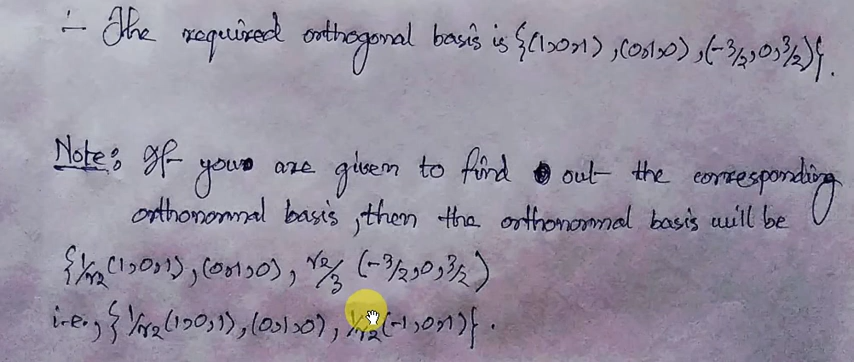 ∴ The required orthogonal basis is {(1,0,1), (0,1,0), (-3/2,0,3/2)}.
Note: If you are given to find out the corresponding
orthonormal basis, then the orthonormal basis will be
{1/√2 (1,0,1), (0,1,0), √2/3 (-3/2,0,3/2)
i.e., {1/√2 (1,0,1), (0,1,0), 1/√2 (-1,0,1)}.